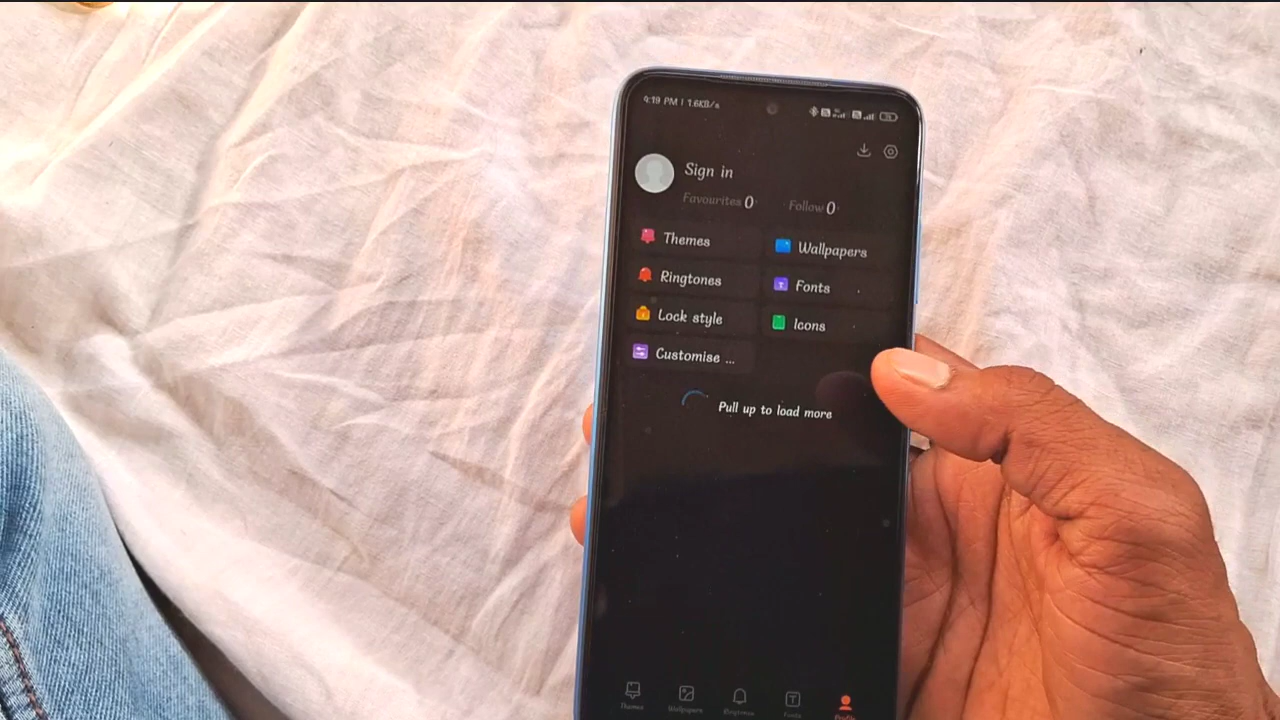 4:19 PM | 1.6KB/s
Sign in
Favourites 0 Follow 0
Themes Wallpapers
Ringtones Fonts
Lock style Icons
Customise ...
Pull up to load more
Themes Wallpapers Ringtones Fonts Profile